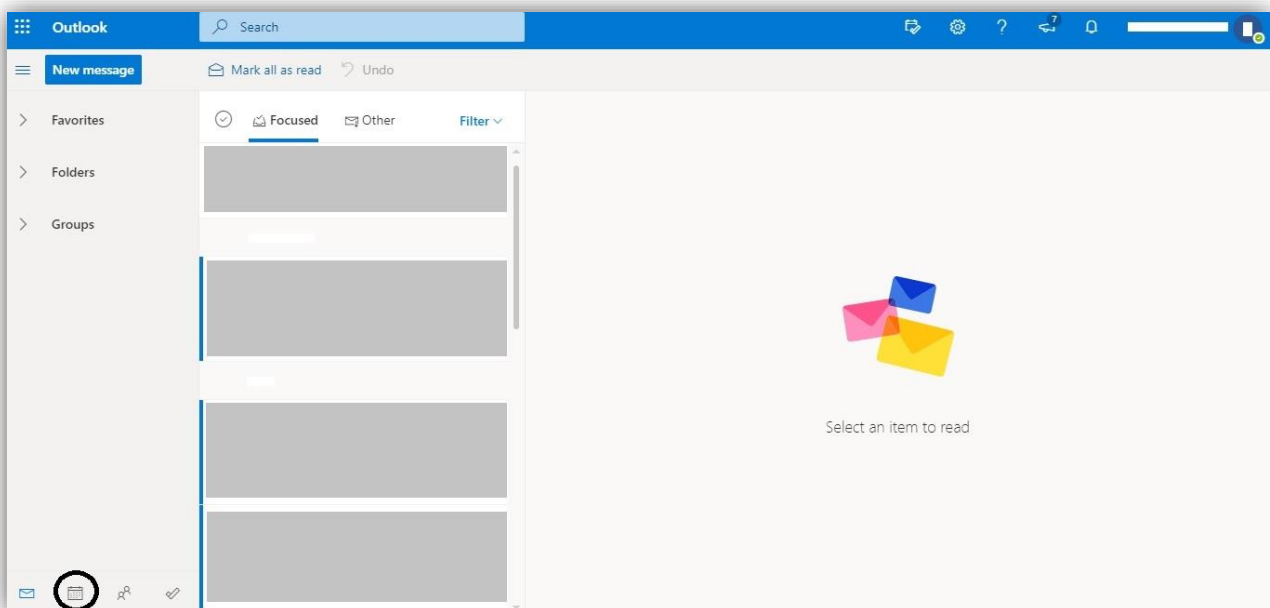 Outlook
Search
?
7
New message
Mark all as read
Undo
Favorites
Focused
Other
Filter
Folders
Groups
Select an item to read